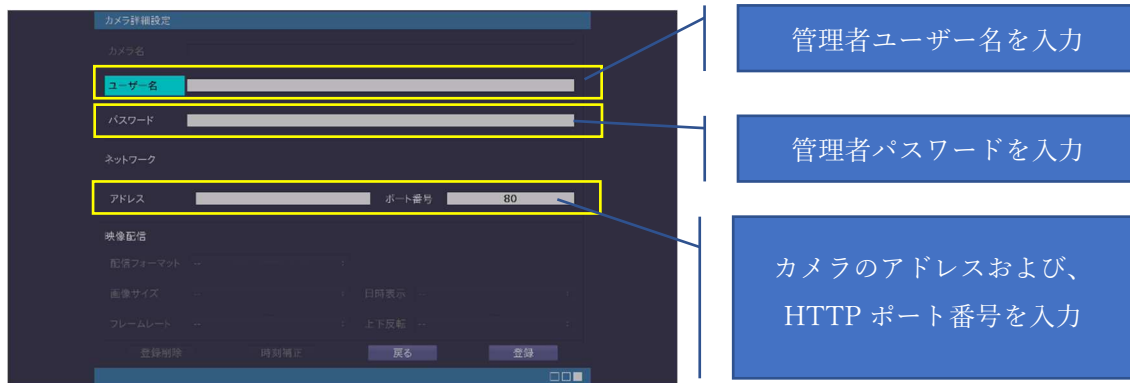 カメラ詳細設定
カメラ名
ユーザー名
パスワード
ネットワーク
アドレス ポート番号 80
映像配信
配信フォーマット --
画像サイズ -- 日時表示 --
フレームレート -- 上下反転 --
登録削除 時刻補正 戻る 登録
管理者ユーザー名を入力
管理者パスワードを入力
カメラのアドレスおよび、
HTTP ポート番号を入力